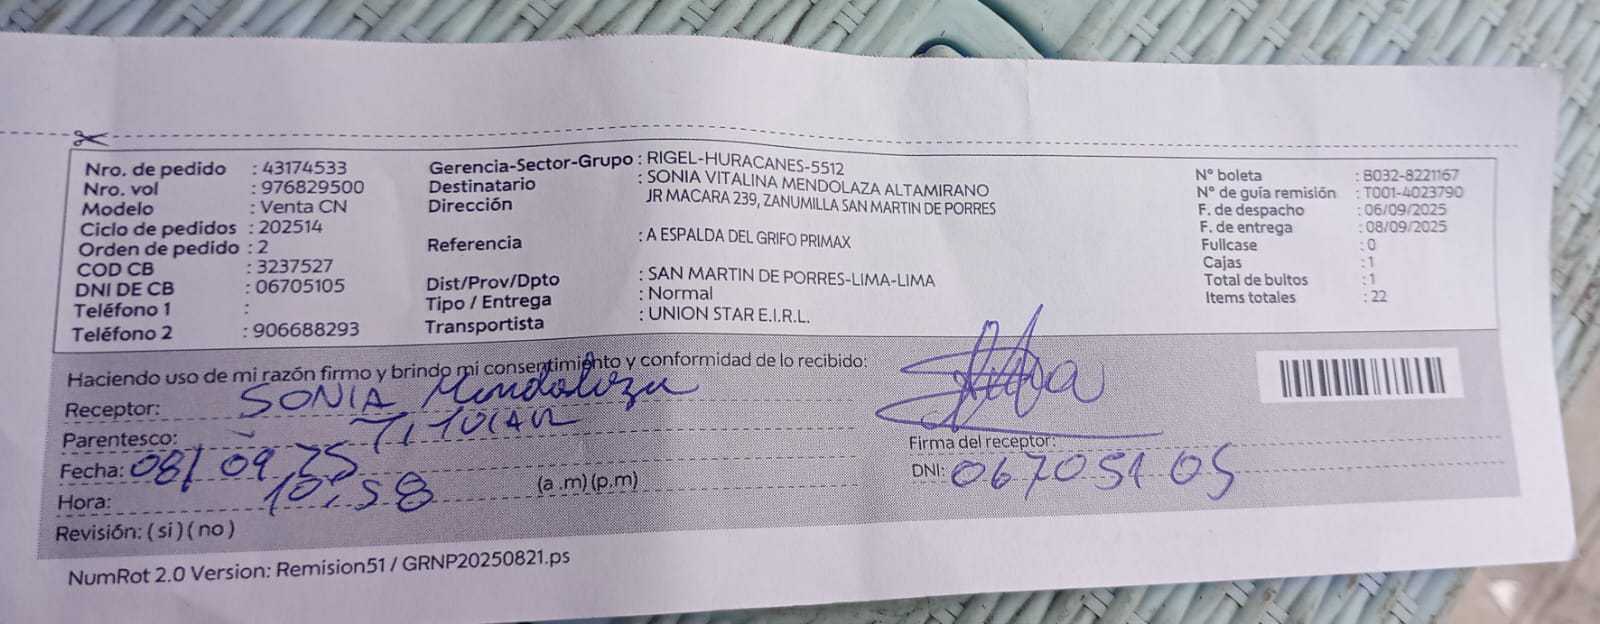 Nro. de pedido : 43174533
Nro. vol : 976829500
Modelo : Venta CN
Ciclo de pedidos : 202514
Orden de pedido : 2
COD CB : 3237527
DNI DE CB : 06705105
Teléfono 1 :
Teléfono 2 : 906688293
Gerencia-Sector-Grupo : RIGEL-HURACANES-5512
Destinatario : SONIA VITALINA MENDOLAZA ALTAMIRANO
Dirección JR MACARA 239, ZANUMILLA SAN MARTIN DE PORRES
Referencia : A ESPALDA DEL GRIFO PRIMAX
Dist/Prov/Dpto : SAN MARTIN DE PORRES-LIMA-LIMA
Tipo / Entrega : Normal
Transportista : UNION STAR E.I.R.L.
N° boleta : B032-8221167
N° de guía remisión : T001-4023790
F. de despacho : 06/09/2025
F. de entrega : 08/09/2025
Fullcase : 0
Cajas : 1
Total de bultos : 1
Items totales : 22
Haciendo uso de mi razón firmo y brindo mi consentimiento y conformidad de lo recibido:
Receptor: SONIA Mendoloza
Parentesco: TITULAR
Fecha: 08/09/25
Hora: 10:58 (a .m) (p.m)
Revisión: ( si ) ( no )
Firma del receptor:
DNI: 06705105
NumRot 2.0 Version: Remision51 / GRNP20250821.ps